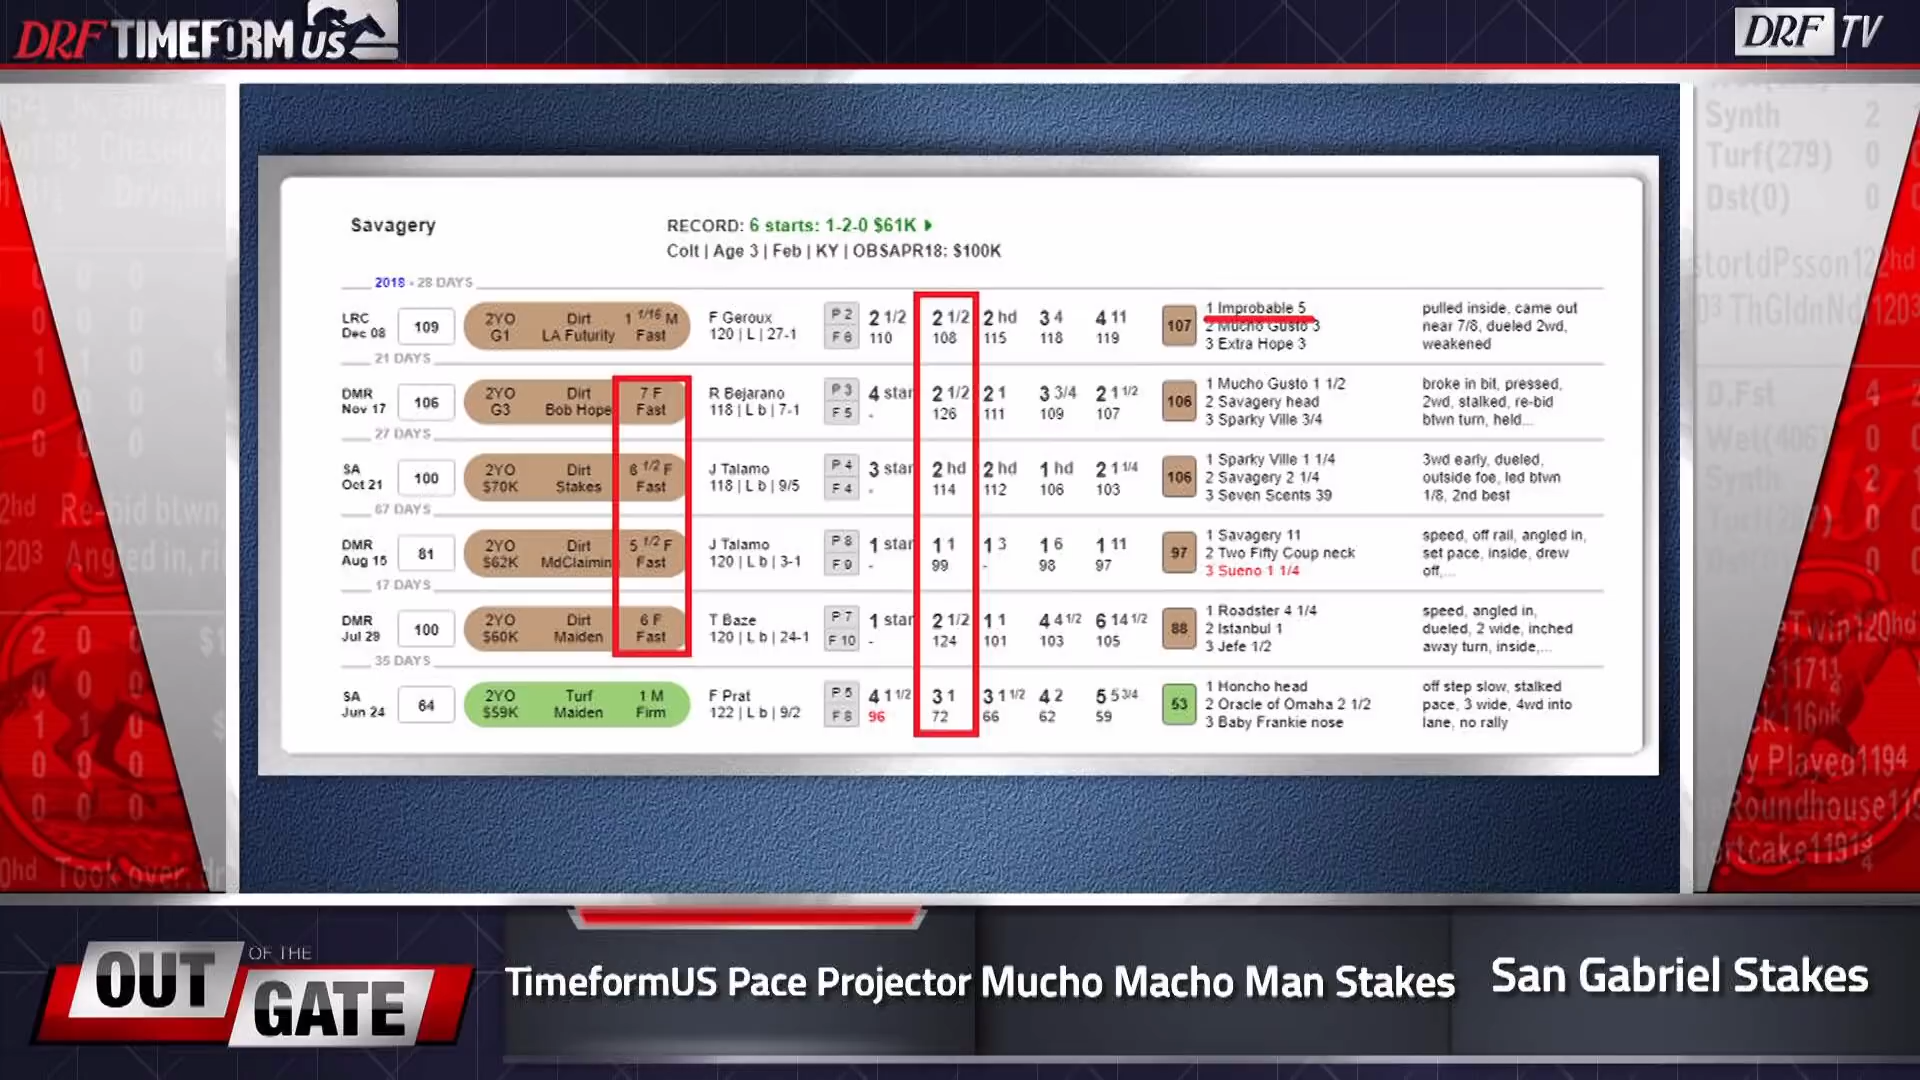 DRF TIMEFORM US
DRF TV
Savagery
RECORD: 6 starts: 1-2-0 $61K
Colt | Age 3 | Feb | KY | OBSAPR18: $100K
2018 - 28 DAYS
LRC 2YO Dirt 1 1/16 M F Geroux P 2 2 1/2 2 1/2 2 hd 3 4 4 11 1 Improbable 5 pulled inside, came out
Dec 08 109 G1 LA Futurity Fast 120 | L | 27-1 F 6 110 108 115 118 119 107 2 Mucho Gusto 3 near 7/8, dueled 2wd,
3 Extra Hope 3 weakened
21 DAYS
DMR 2YO Dirt 7 F R Bejarano P 3 4 start 2 1/2 2 1 3 3/4 2 1 1/2 1 Mucho Gusto 1 1/2 broke in bit, pressed,
Nov 17 106 G3 Bob Hope Fast 118 | L b | 7-1 F 5 - 126 111 109 107 106 2 Savagery head 2wd, stalked, re-bid
3 Sparky Ville 3/4 btwn turn, held...
27 DAYS
SA 2YO Dirt 6 1/2 F J Talamo P 4 3 start 2 hd 2 hd 1 hd 2 1 1/4 1 Sparky Ville 1 1/4 3wd early, dueled,
Oct 21 100 $70K Stakes Fast 118 | L b | 9/5 F 4 - 114 112 106 103 106 2 Savagery 2 1/4 outside foe, led btwn
3 Seven Scents 39 1/8, 2nd best
67 DAYS
DMR 2YO Dirt 5 1/2 F J Talamo P 8 1 start 1 1 1 3 1 6 1 11 1 Savagery 11 speed, off rail, angled in,
Aug 15 81 $62K MdClaimin Fast 120 | L b | 3-1 F 9 - 99 - 98 97 97 2 Two Fifty Coup neck set pace, inside, drew
3 Sueno 1 1/4 off,...
17 DAYS
DMR 2YO Dirt 6 F T Baze P 7 1 start 2 1/2 1 1 4 4 1/2 6 14 1/2 1 Roadster 4 1/4 speed, angled in,
Jul 29 100 $60K Maiden Fast 120 | L b | 24-1 F 10 - 124 101 103 105 88 2 Istanbul 1 dueled, 2 wide, inched
3 Jefe 1/2 away turn, inside,...
35 DAYS
SA 2YO Turf 1 M F Prat P 5 4 1 1/2 3 1 3 1 1/2 4 2 5 5 3/4 1 Honcho head off step slow, stalked
Jun 24 64 $59K Maiden Firm 122 | L b | 9/2 F 8 96 72 66 62 59 53 2 Oracle of Omaha 2 1/2 pace, 3 wide, 4wd into
3 Baby Frankie nose lane, no rally
OUT OF THE GATE
TimeformUS Pace Projector
Mucho Macho Man Stakes
San Gabriel Stakes